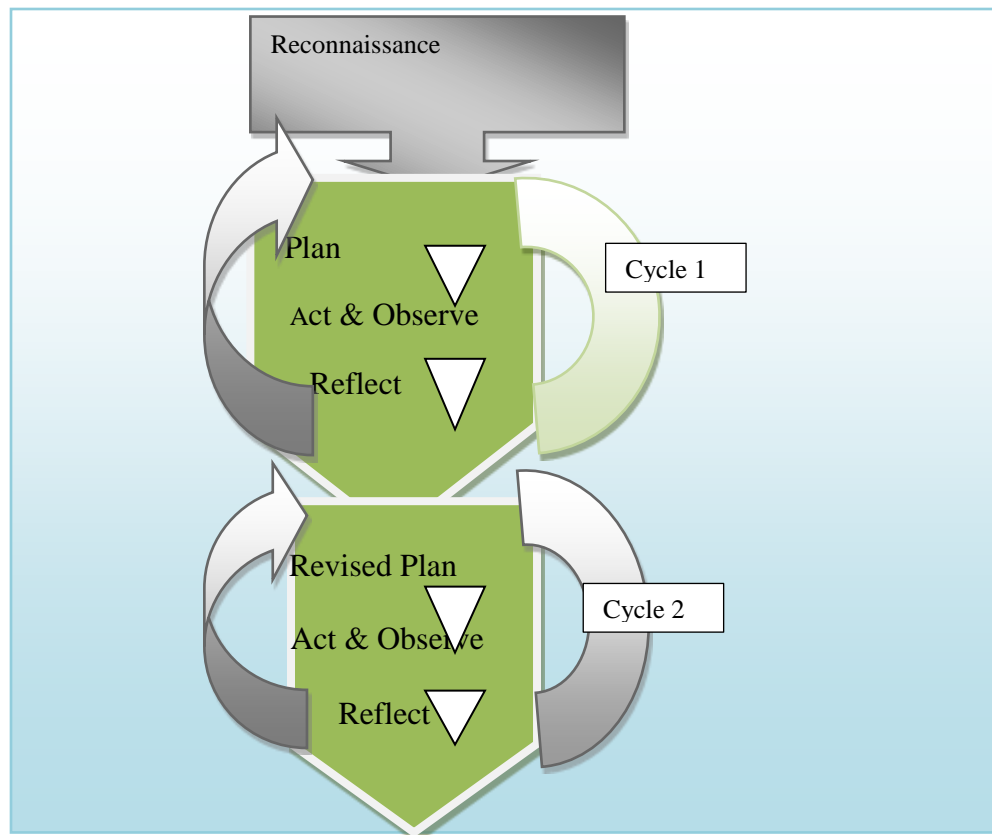 Reconnaissance
Plan
Act & Observe
Reflect
Cycle 1
Revised Plan
Act & Observe
Reflect
Cycle 2